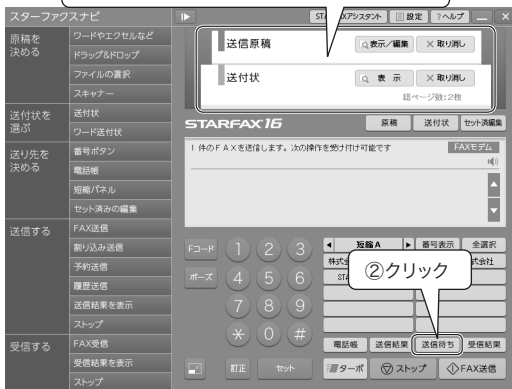 スターファクスナビ
設定
?ヘルプ
原稿を
決める
ワードやエクセルなど
ドラッグ&ドロップ
ファイルの選択
スキャナー
送付状を
選ぶ
送付状
ワード送付状
送り先を
決める
番号ボタン
電話帳
短縮パネル
セット済みの編集
送信する
FAX送信
割り込み送信
予約送信
履歴送信
送信結果を表示
ストップ
受信する
FAX受信
受信結果を表示
ストップ
送信原稿
表示/編集
×取り消し
送付状
表 示
×取り消し
総ページ数:2枚
STARFAX16
原稿
送付状
セット済編集
1 件のFAXを送信します。次の操作を受け付け可能です
FAXモデム
Fコード
1 2 3
ポーズ
4 5 6
7 8 9
* 0 #
訂正
セット
短縮A
番号表示
全選択
②クリック
電話帳
送信結果
送信待ち
受信結果
ターボ
ストップ
FAX送信